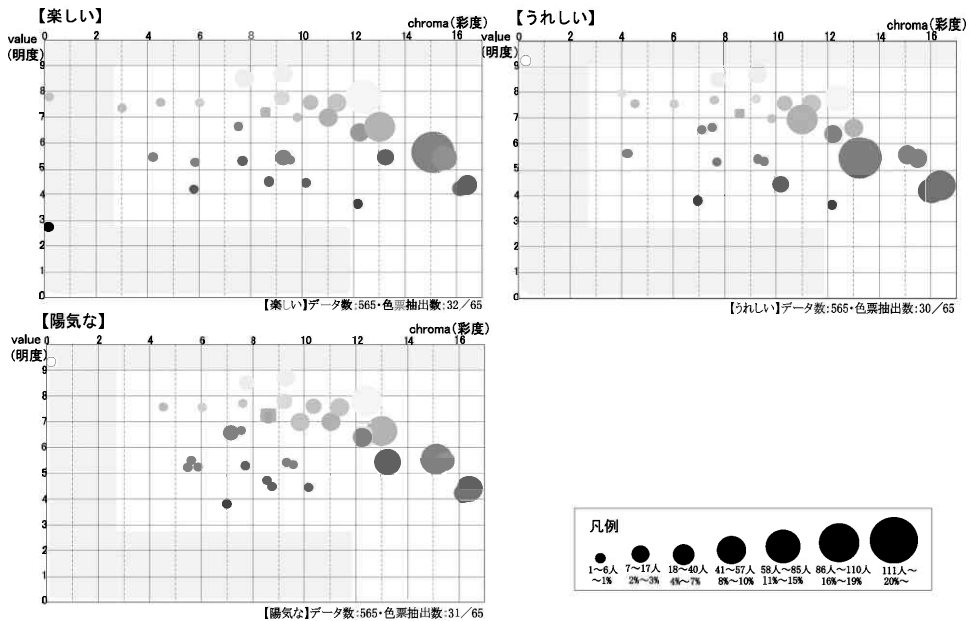 【楽しい】
value
(明度)
chroma(彩度)
0 2 4 6 8 10 12 14 16
9
8
7
6
5
4
3
2
1
0
【楽しい】データ数:565・色票抽出数:32／65
【うれしい】
value
(明度)
chroma(彩度)
0 2 4 6 8 10 12 14 16
9
8
7
6
5
4
3
2
1
0
【うれしい】データ数:565・色票抽出数:30／65
【陽気な】
value
(明度)
chroma(彩度)
0 2 4 6 8 10 12 14 16
9
8
7
6
5
4
3
2
1
0
【陽気な】データ数:565・色票抽出数:31／65
凡例
1～6人 7～17人 18～40人 41～57人 58人～85人 86人～110人 111人～
～1% 2%～3% 4%～7% 8%～10% 11%～15% 16%～19% 20%～